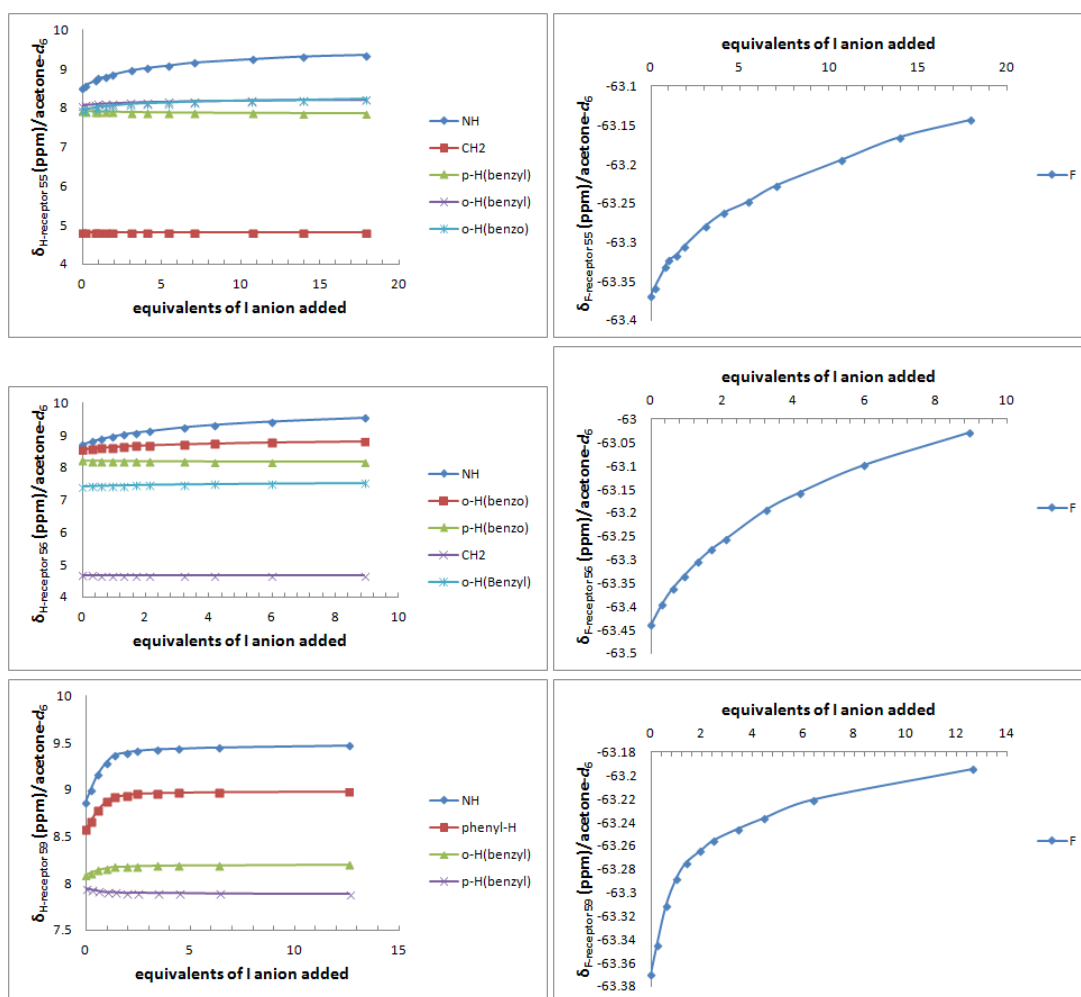 δH-receptor 55 (ppm)/acetone-d6
10
9
8
7
6
5
4
0
5
10
15
20
equivalents of I anion added
NH
CH2
p-H(benzyl)
o-H(benzyl)
o-H(benzo)
equivalents of I anion added
0
5
10
15
20
δF-receptor 55 (ppm)/acetone-d6
-63.1
-63.15
-63.2
-63.25
-63.3
-63.35
-63.4
F
δH-receptor 56 (ppm)/acetone-d6
10
9
8
7
6
5
4
0
2
4
6
8
10
equivalents of I anion added
NH
o-H(benzo)
p-H(benzo)
CH2
o-H(Benzyl)
equivalents of I anion added
0
2
4
6
8
10
δF-receptor 56 (ppm)/acetone-d6
-63
-63.05
-63.1
-63.15
-63.2
-63.25
-63.3
-63.35
-63.4
-63.45
-63.5
F
δH-receptor 59 (ppm)/acetone-d6
10
9.5
9
8.5
8
7.5
0
5
10
15
equivalents of I anion added
NH
phenyl-H
o-H(benzyl)
p-H(benzyl)
equivalents of I anion added
0
2
4
6
8
10
12
14
δF-receptor 59 (ppm)/acetone-d6
-63.18
-63.2
-63.22
-63.24
-63.26
-63.28
-63.3
-63.32
-63.34
-63.36
-63.38
F